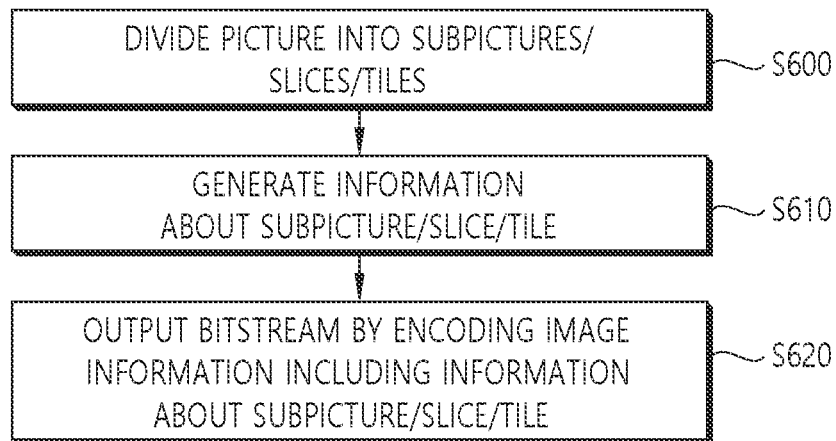 DIVIDE PICTURE INTO SUBPICTURES/
SLICES/TILES
S600
GENERATE INFORMATION
ABOUT SUBPICTURE/SLICE/TILE
S610
OUTPUT BITSTREAM BY ENCODING IMAGE
INFORMATION INCLUDING INFORMATION
ABOUT SUBPICTURE/SLICE/TILE
S620